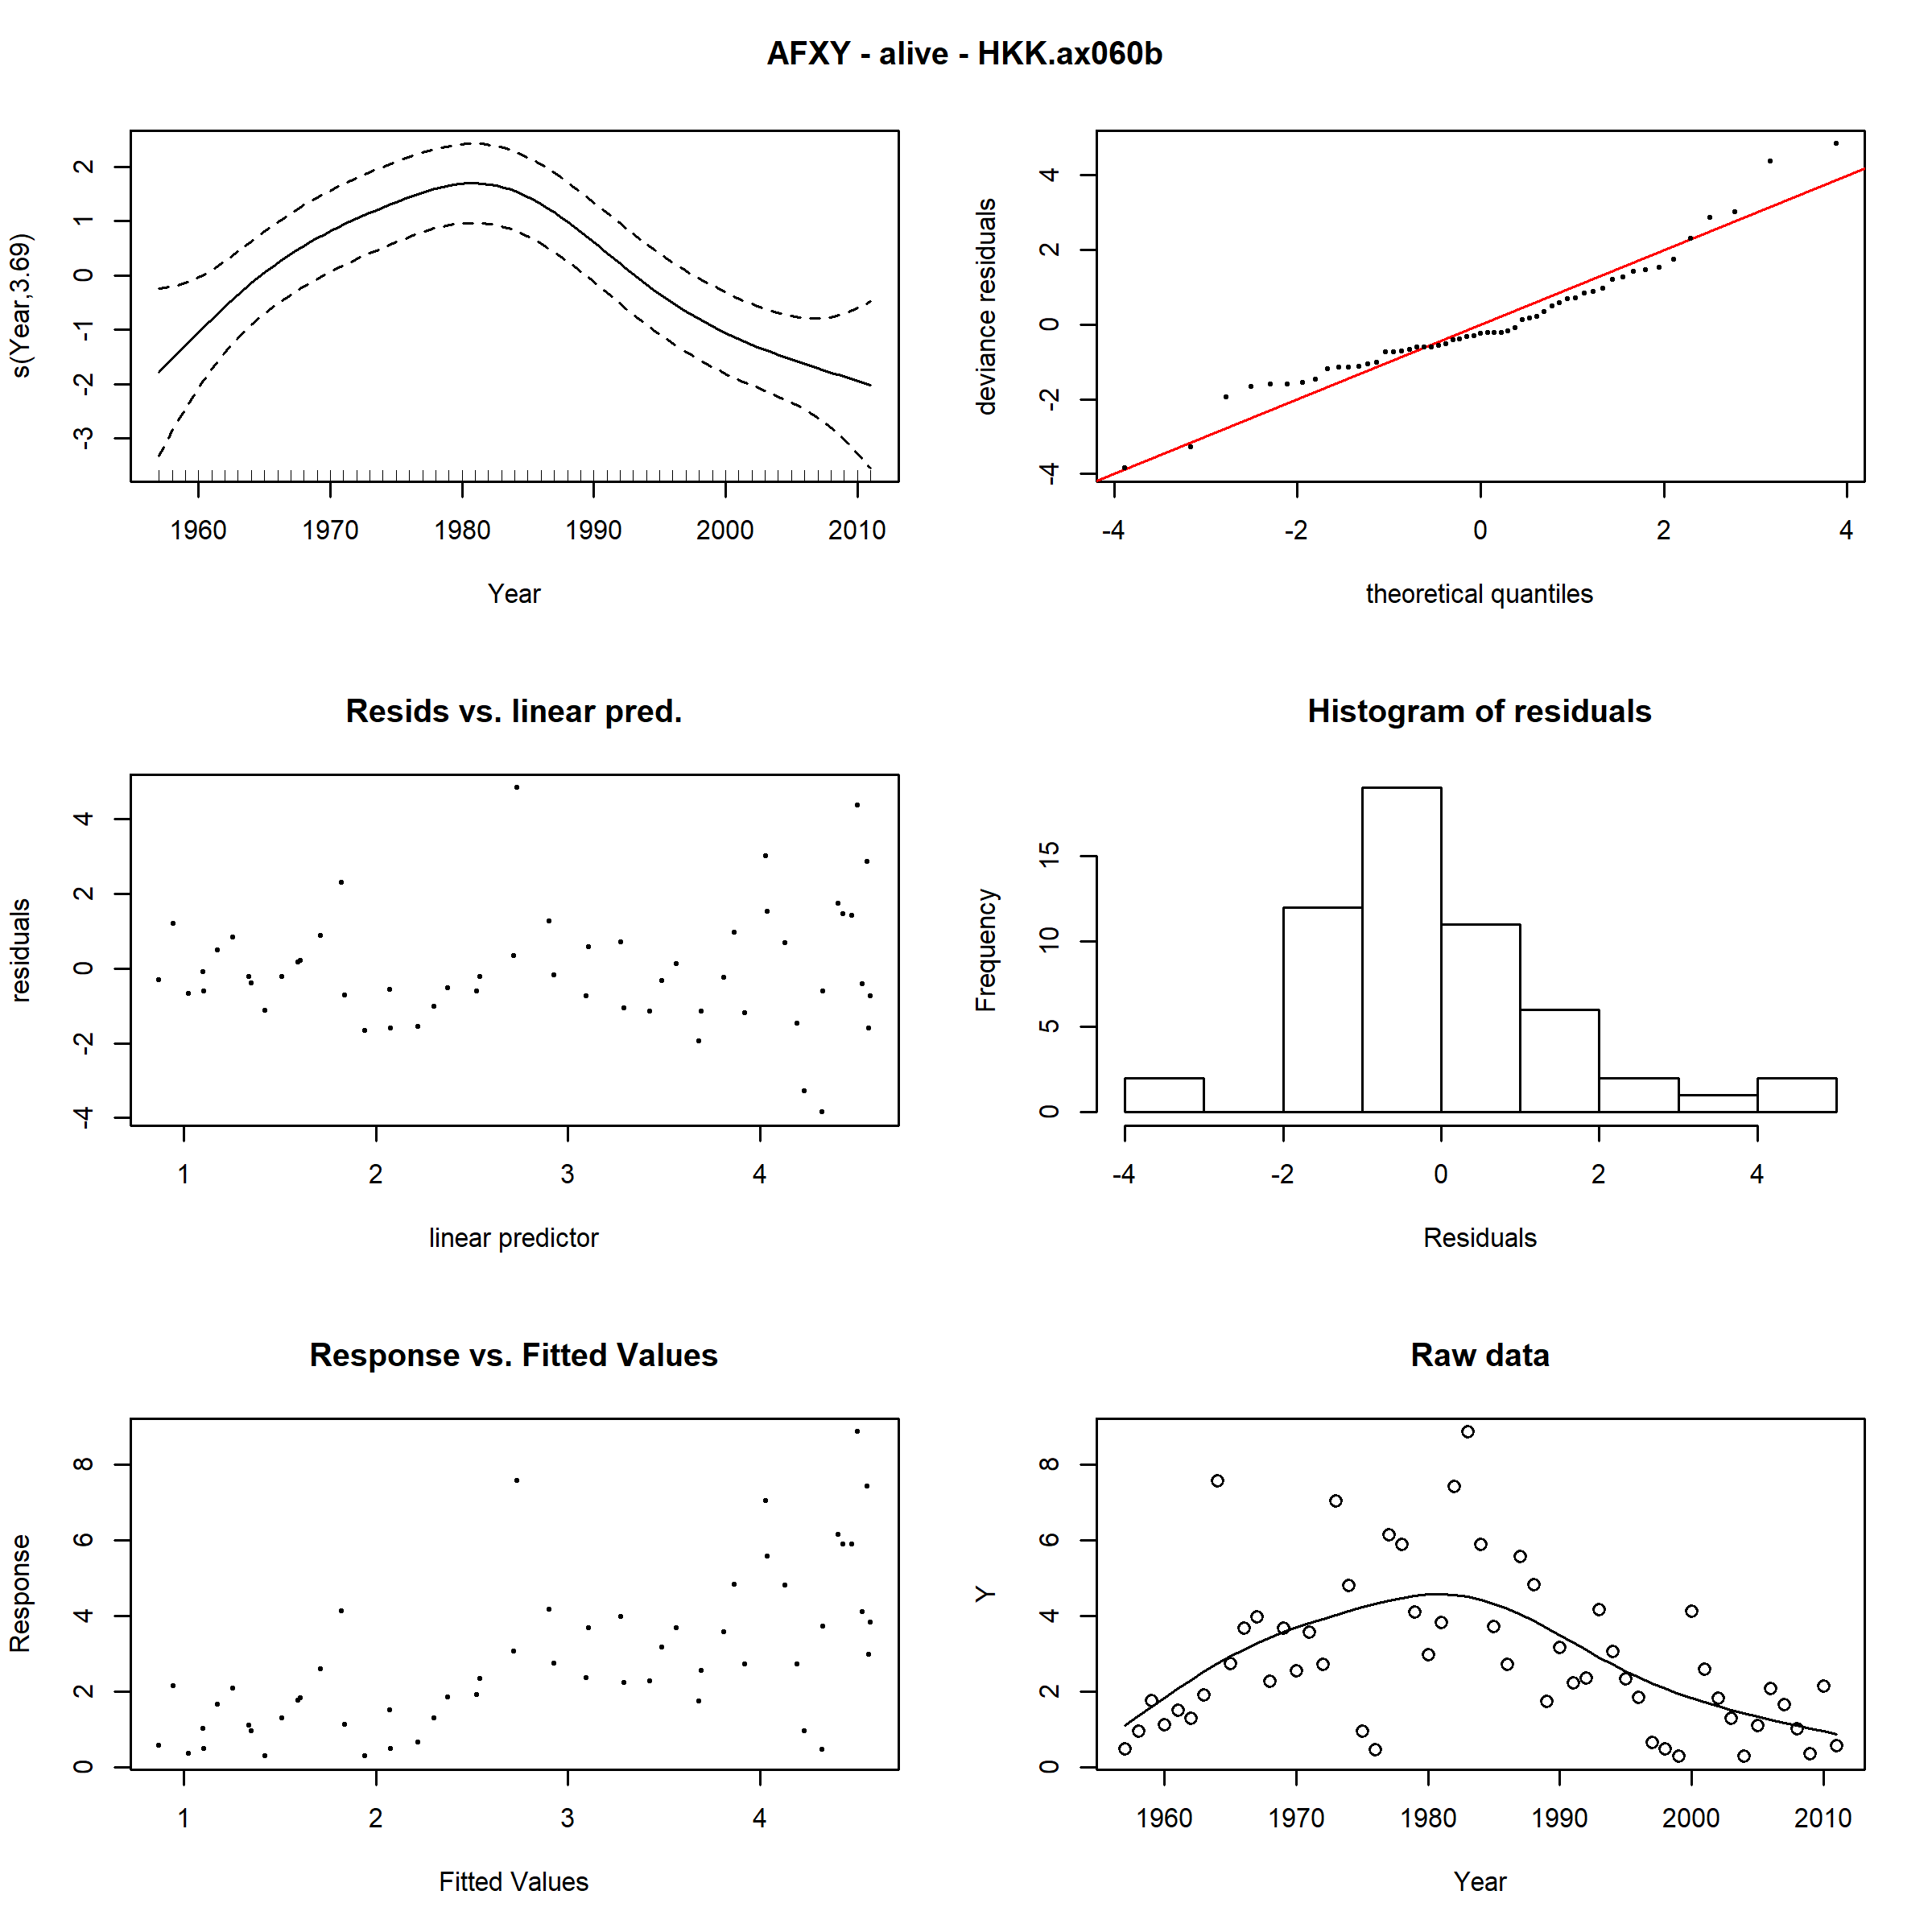 AFXY - alive - HKK.ax060b
s(Year,3.69)
-3 -2 -1 0 1 2
1960 1970 1980 1990 2000 2010
Year
deviance residuals
-4 -2 0 2 4
-4 -2 0 2 4
theoretical quantiles
Resids vs. linear pred.
residuals
-4 -2 0 2 4
1 2 3 4
linear predictor
Histogram of residuals
Frequency
0 5 10 15
-4 -2 0 2 4
Residuals
Response vs. Fitted Values
Response
0 2 4 6 8
1 2 3 4
Fitted Values
Raw data
Y
0 2 4 6 8
1960 1970 1980 1990 2000 2010
Year